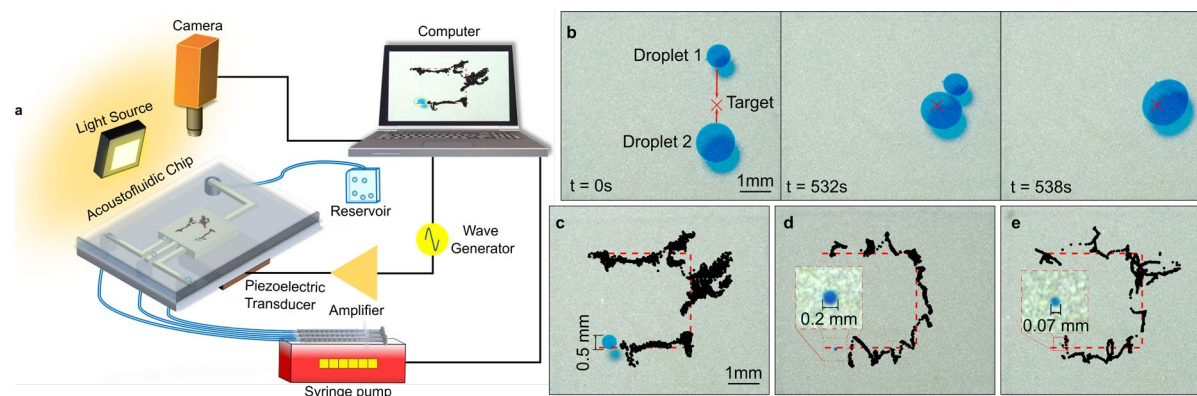 a
Camera
Computer
Light Source
Acoustofluidic Chip
Reservoir
Wave
Generator
Piezoelectric
Transducer
Amplifier
Syringe pump
b
Droplet 1
Target
Droplet 2
t = 0s
1mm
t = 532s
t = 538s
c
0.5 mm
1mm
d
0.2 mm
e
0.07 mm